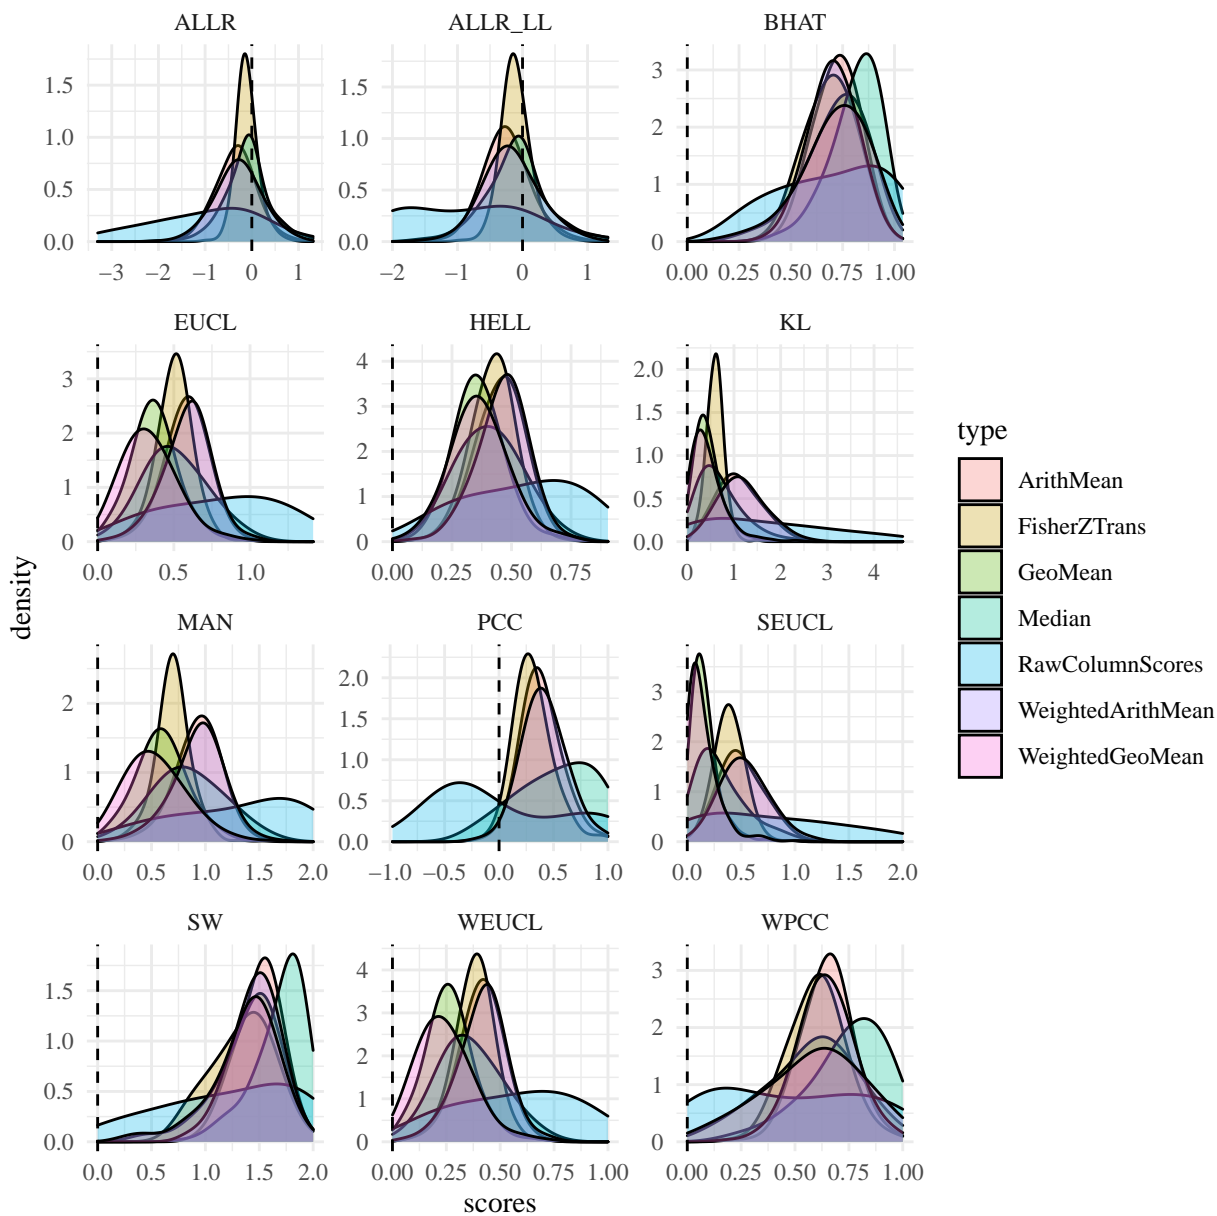 ALLR
ALLR_LL
BHAT
1.5
1.0
0.5
0.0
−3 −2 −1 0 1
1.5
1.0
0.5
0.0
−2 −1 0 1
3
2
1
0
0.00 0.25 0.50 0.75 1.00
EUCL
HELL
KL
3
2
1
0
0.0 0.5 1.0
4
3
2
1
0
0.00 0.25 0.50 0.75
2.0
1.5
1.0
0.5
0.0
0 1 2 3 4
MAN
PCC
SEUCL
2
1
0
0.0 0.5 1.0 1.5 2.0
2.0
1.5
1.0
0.5
0.0
−1.0 −0.5 0.0 0.5 1.0
3
2
1
0
0.0 0.5 1.0 1.5 2.0
SW
WEUCL
WPCC
1.5
1.0
0.5
0.0
0.0 0.5 1.0 1.5 2.0
4
3
2
1
0
0.00 0.25 0.50 0.75 1.00
3
2
1
0
0.00 0.25 0.50 0.75 1.00
density
scores
type
ArithMean
FisherZTrans
GeoMean
Median
RawColumnScores
WeightedArithMean
WeightedGeoMean